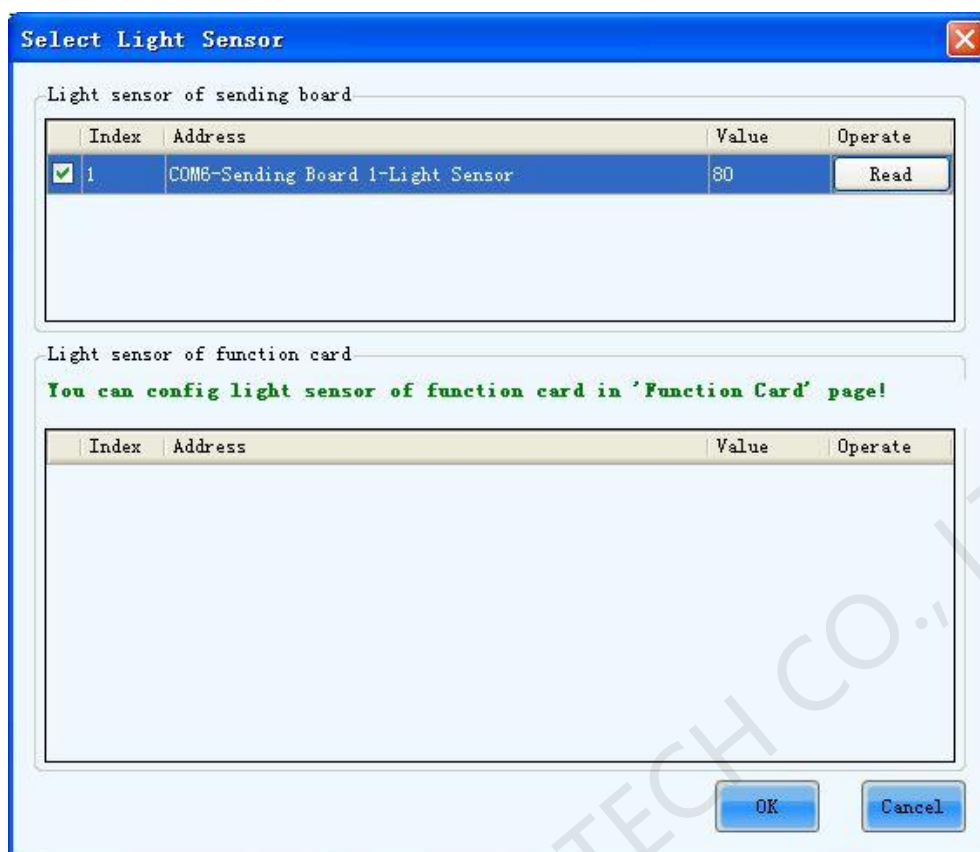 Select Light Sensor
Light sensor of sending board
Index Address Value Operate
1 COM6-Sending Board 1-Light Sensor 80 Read
Light sensor of function card
You can config light sensor of function card in 'Function Card' page!
Index Address Value Operate
OK Cancel
TECH CO.,